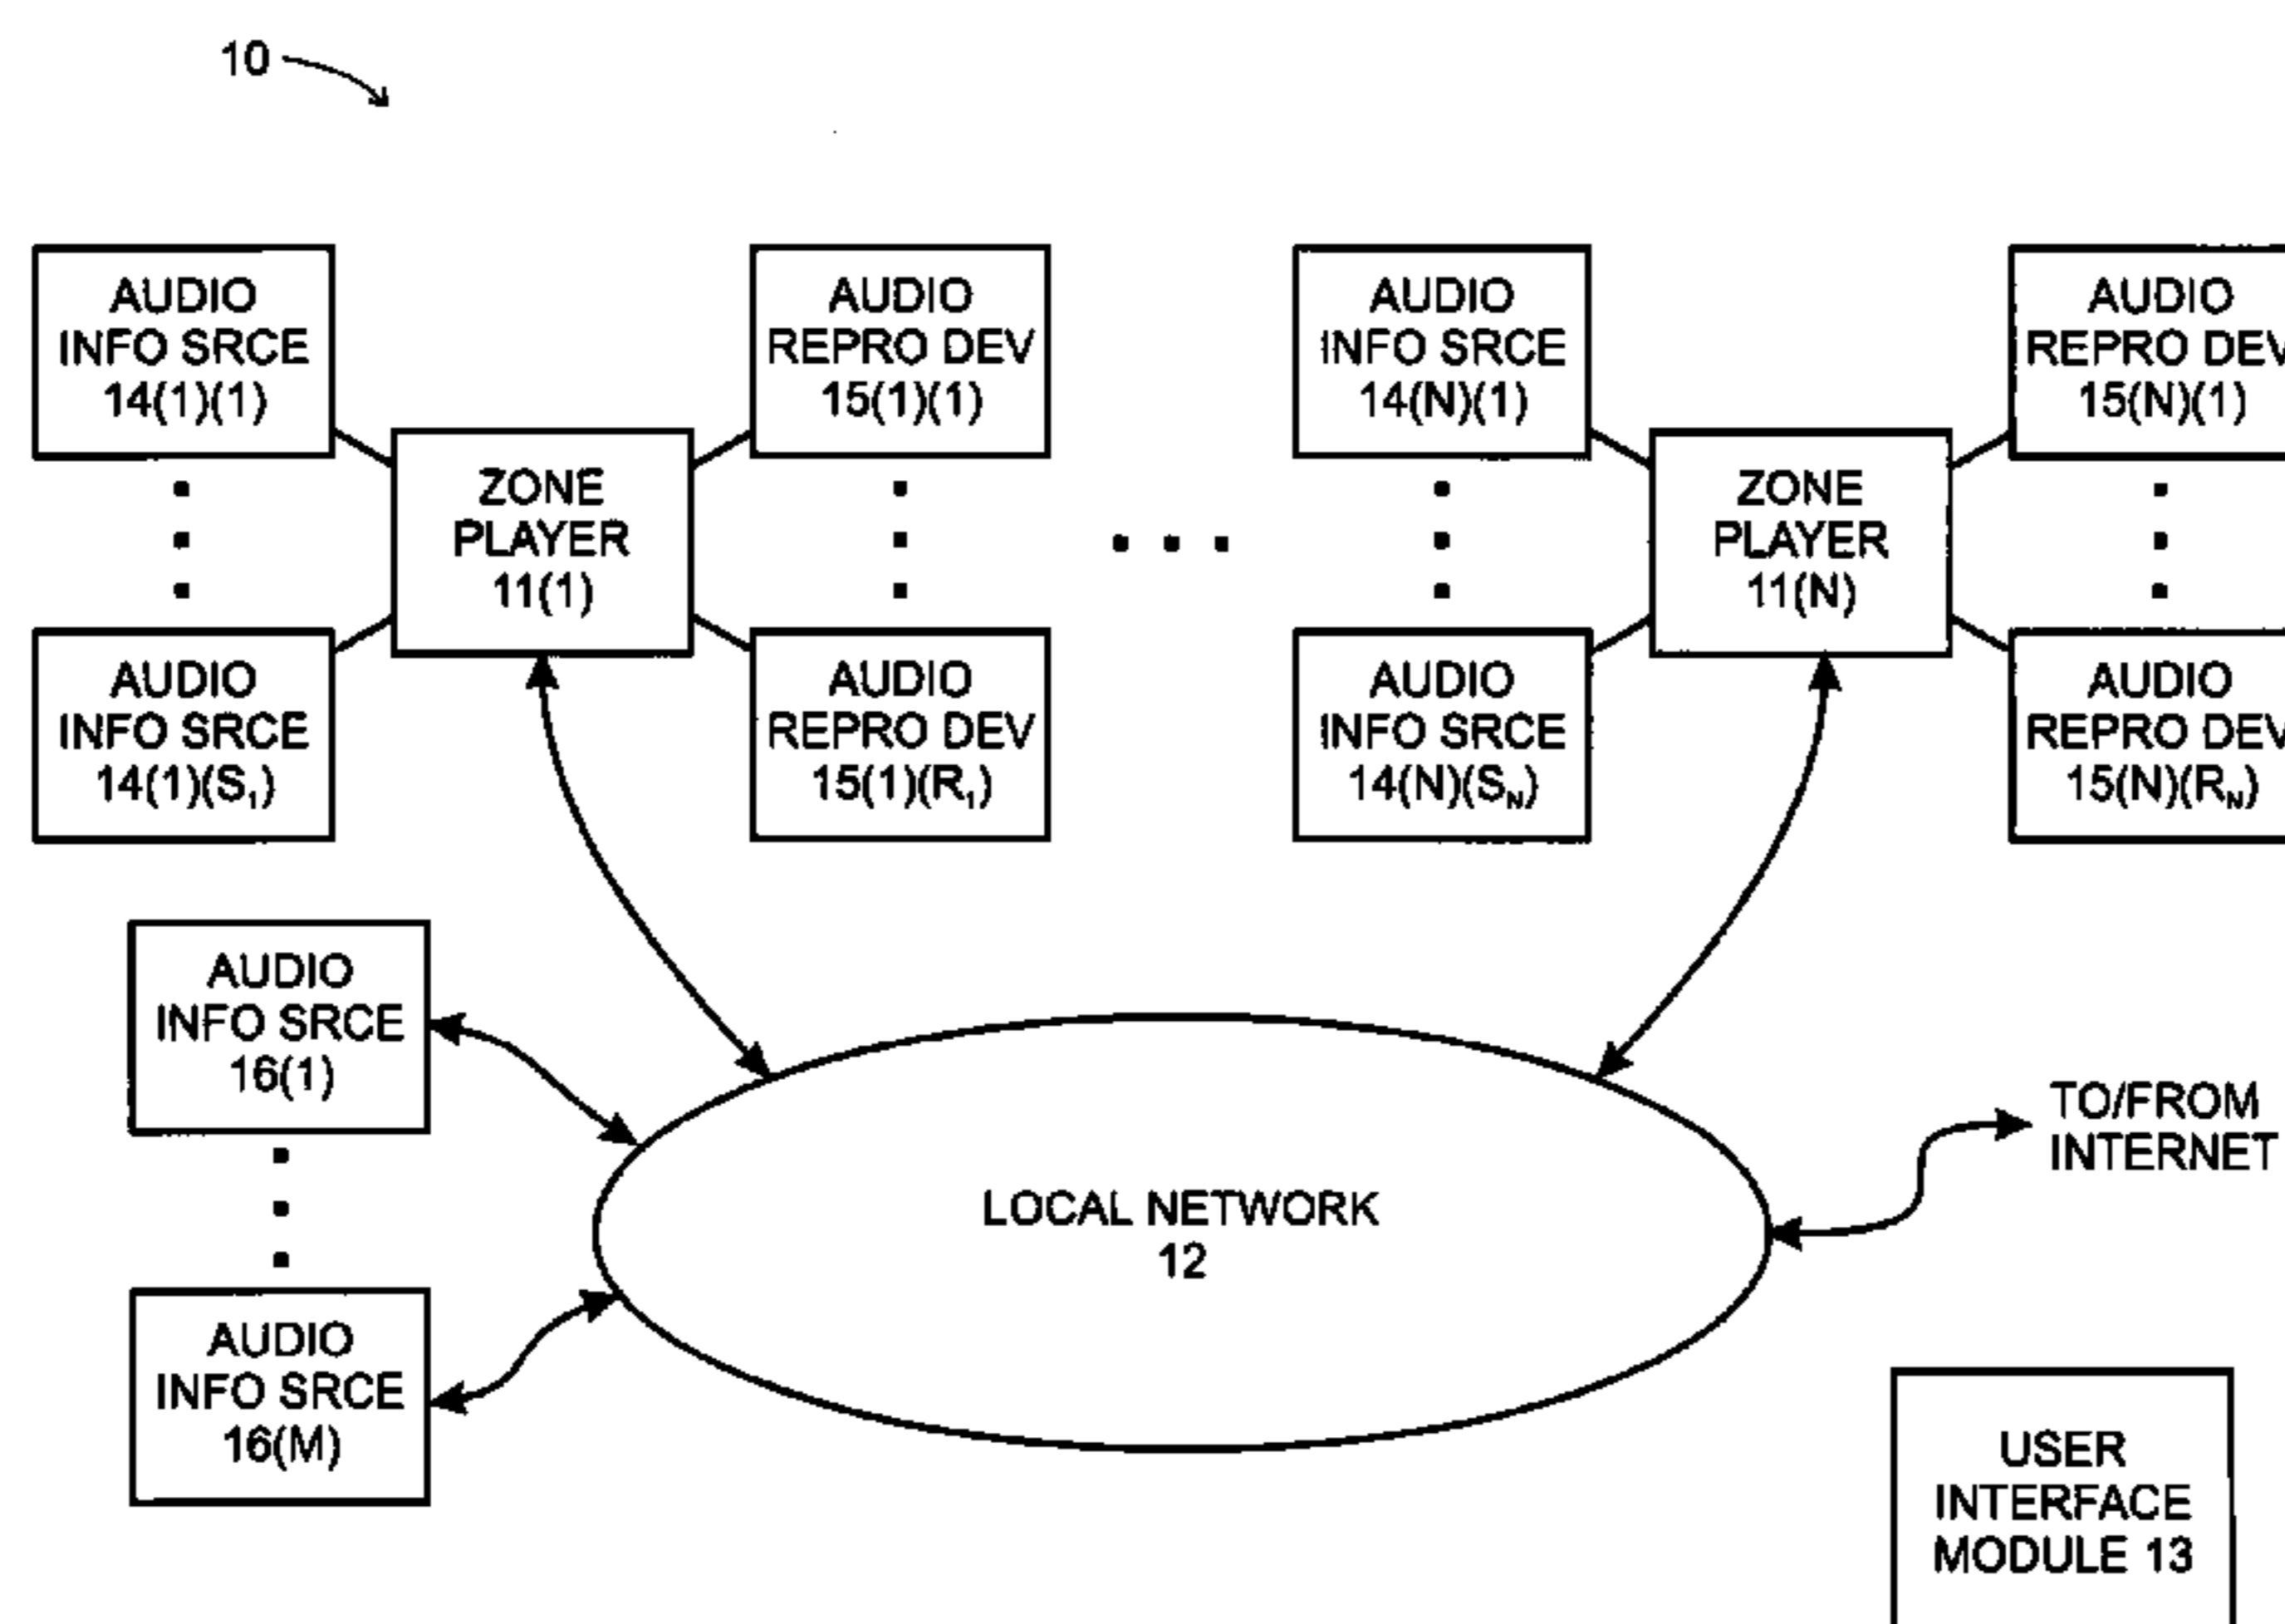 10
AUDIO
INFO SRCE
14(1)(1)
AUDIO
REPRO DEV
15(1)(1)
AUDIO
INFO SRCE
14(N)(1)
AUDIO
REPRO DEV
15(N)(1)
ZONE
PLAYER
11(1)
ZONE
PLAYER
11(N)
AUDIO
INFO SRCE
14(1)(S₁)
AUDIO
REPRO DEV
15(1)(R₁)
AUDIO
INFO SRCE
14(N)(Sɴ)
AUDIO
REPRO DEV
15(N)(Rɴ)
AUDIO
INFO SRCE
16(1)
TO/FROM
INTERNET
LOCAL NETWORK
12
AUDIO
INFO SRCE
16(M)
USER
INTERFACE
MODULE 13